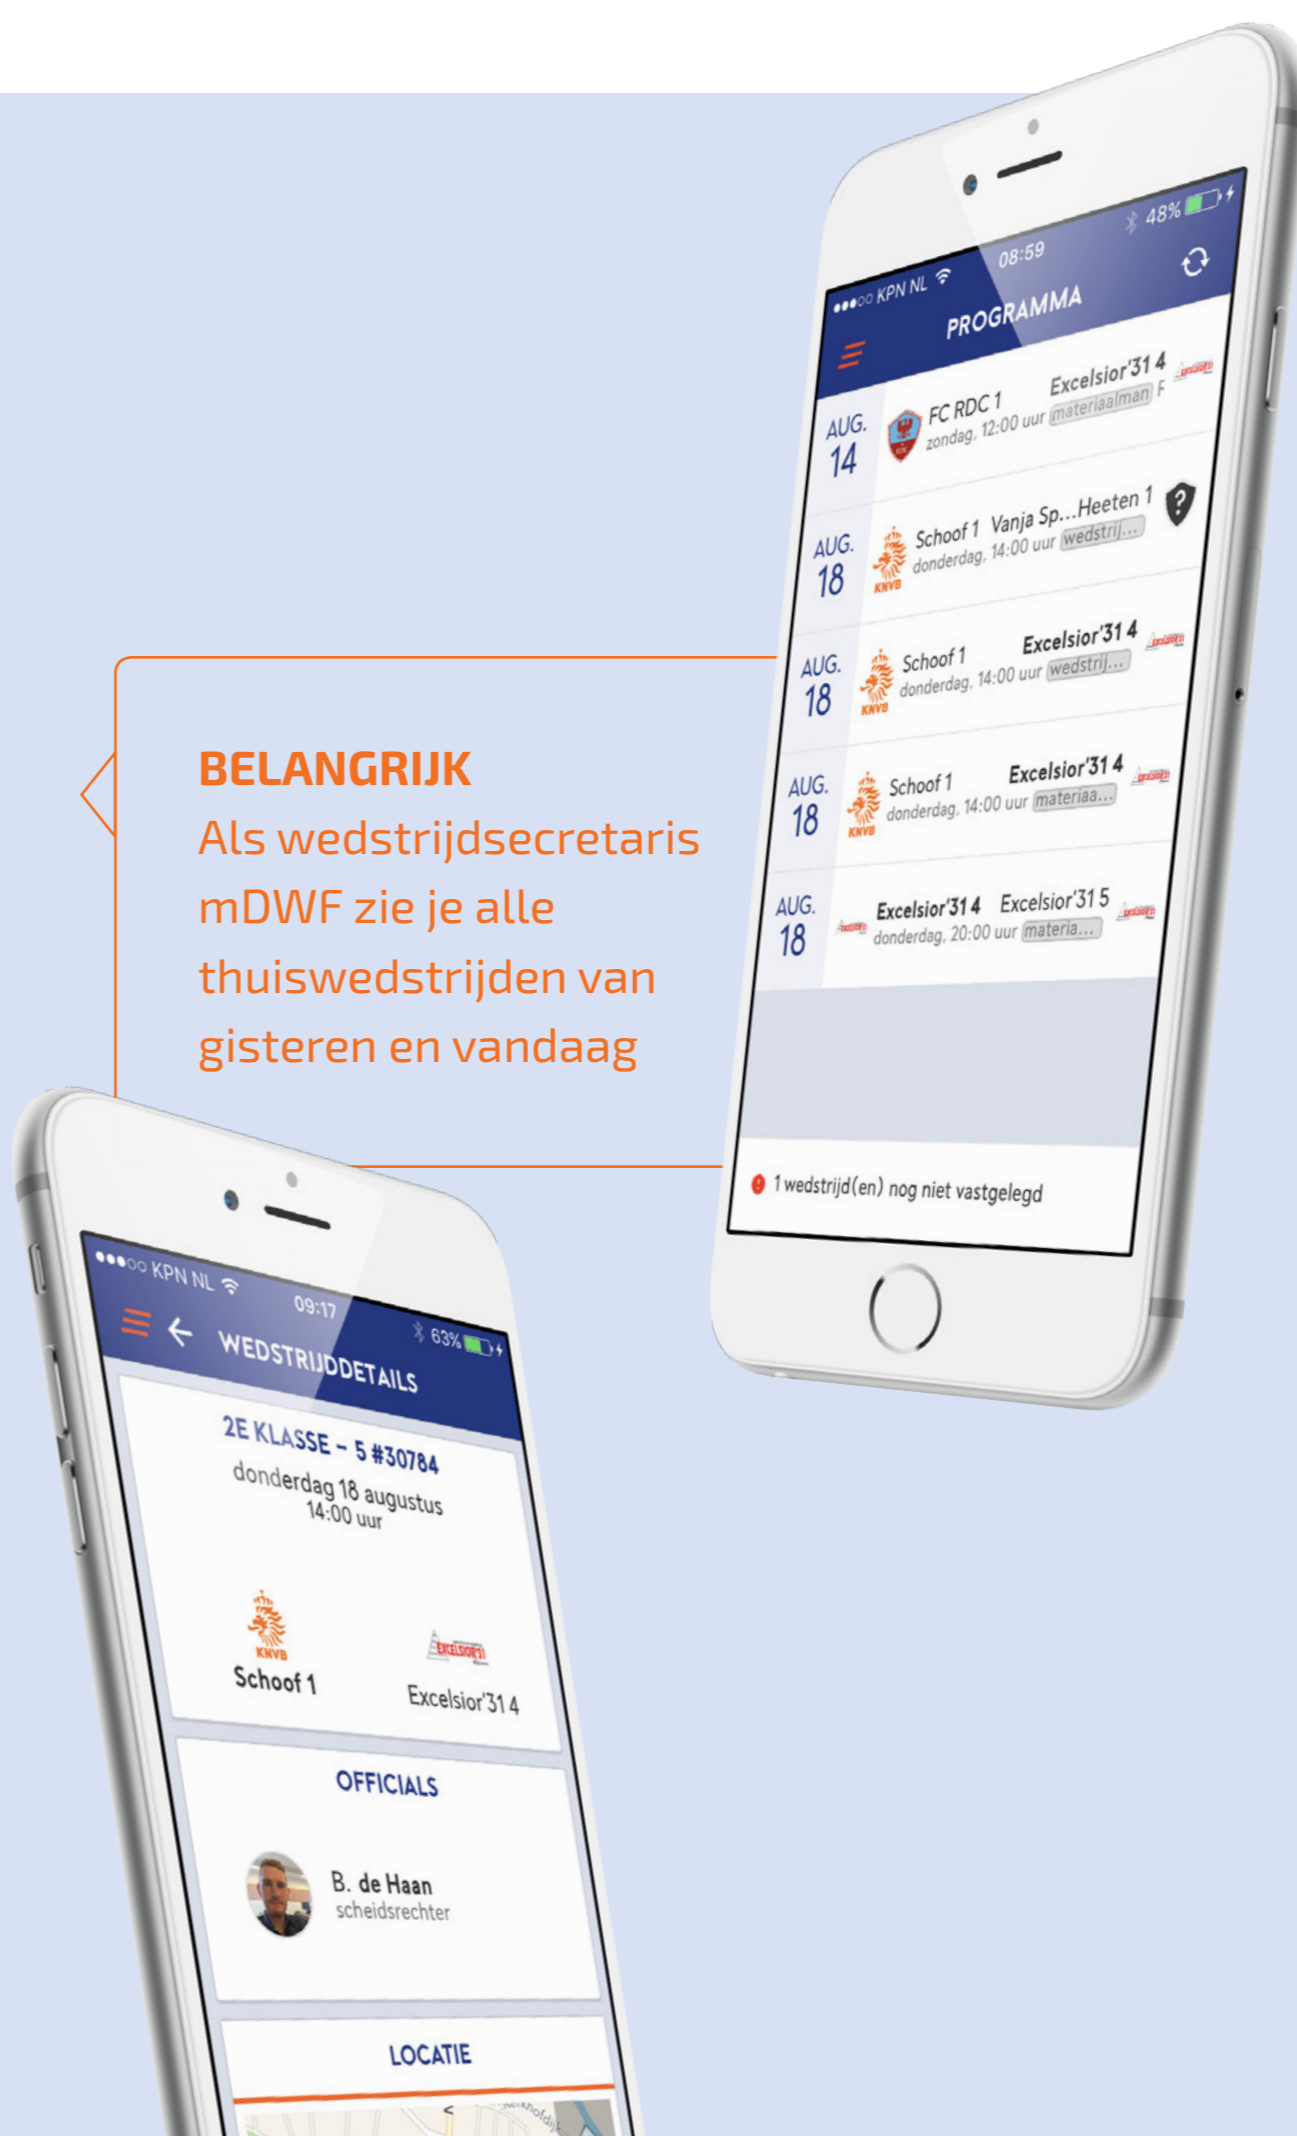 KPN NL
08:59
48%
PROGRAMMA
AUG.
14
FC RDC 1
Excelsior'31 4
zondag, 12:00 uur
materiaalman
F
AUG.
18
Schoof 1
Vanja Sp...Heeten 1
?
donderdag, 14:00 uur
wedstrij...
KNVB
AUG.
18
Schoof 1
Excelsior'31 4
donderdag, 14:00 uur
wedstrij...
KNVB
AUG.
18
Schoof 1
Excelsior'31 4
donderdag, 14:00 uur
materiaa...
KNVB
AUG.
18
Excelsior'31 4
Excelsior'31 5
donderdag, 20:00 uur
materia...
1 wedstrijd(en) nog niet vastgelegd
BELANGRIJK
Als wedstrijdsecretaris
mDWF zie je alle
thuiswedstrijden van
gisteren en vandaag
KPN NL
09:17
63%
WEDSTRIJDDETAILS
2E KLASSE – 5 #30784
donderdag 18 augustus
14:00 uur
KNVB
EXCELSIOR'31
Schoof 1
Excelsior'31 4
OFFICIALS
B. de Haan
scheidsrechter
LOCATIE